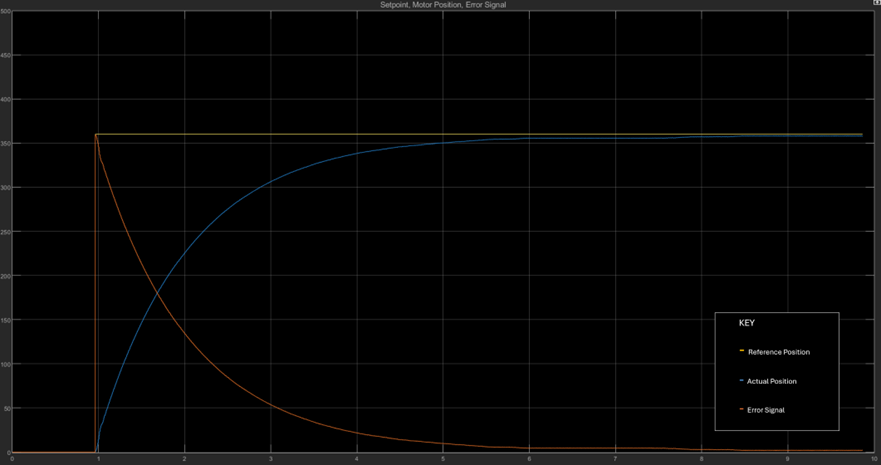 Setpoint, Motor Position, Error Signal
500
450
400
350
300
250
200
150
100
50
0
0 1 2 3 4 5 6 7 8 9 10
KEY
Reference Position
Actual Position
Error Signal